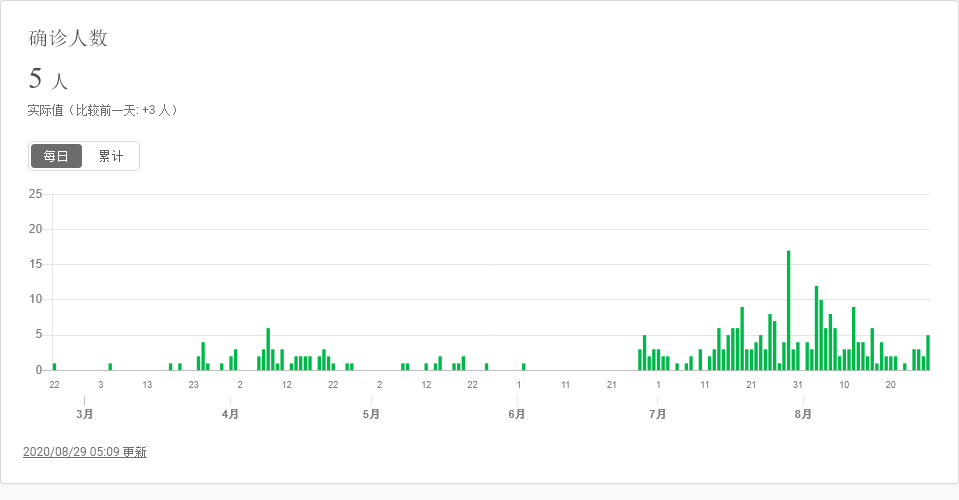 确诊人数
5 人
实际值（比较前一天: +3 人）
每日 累计
25
20
15
10
5
0
22 3 13 23 2 12 22 2 12 22 1 11 21 1 11 21 31 10 20
3月 4月 5月 6月 7月 8月
2020/08/29 05:09 更新